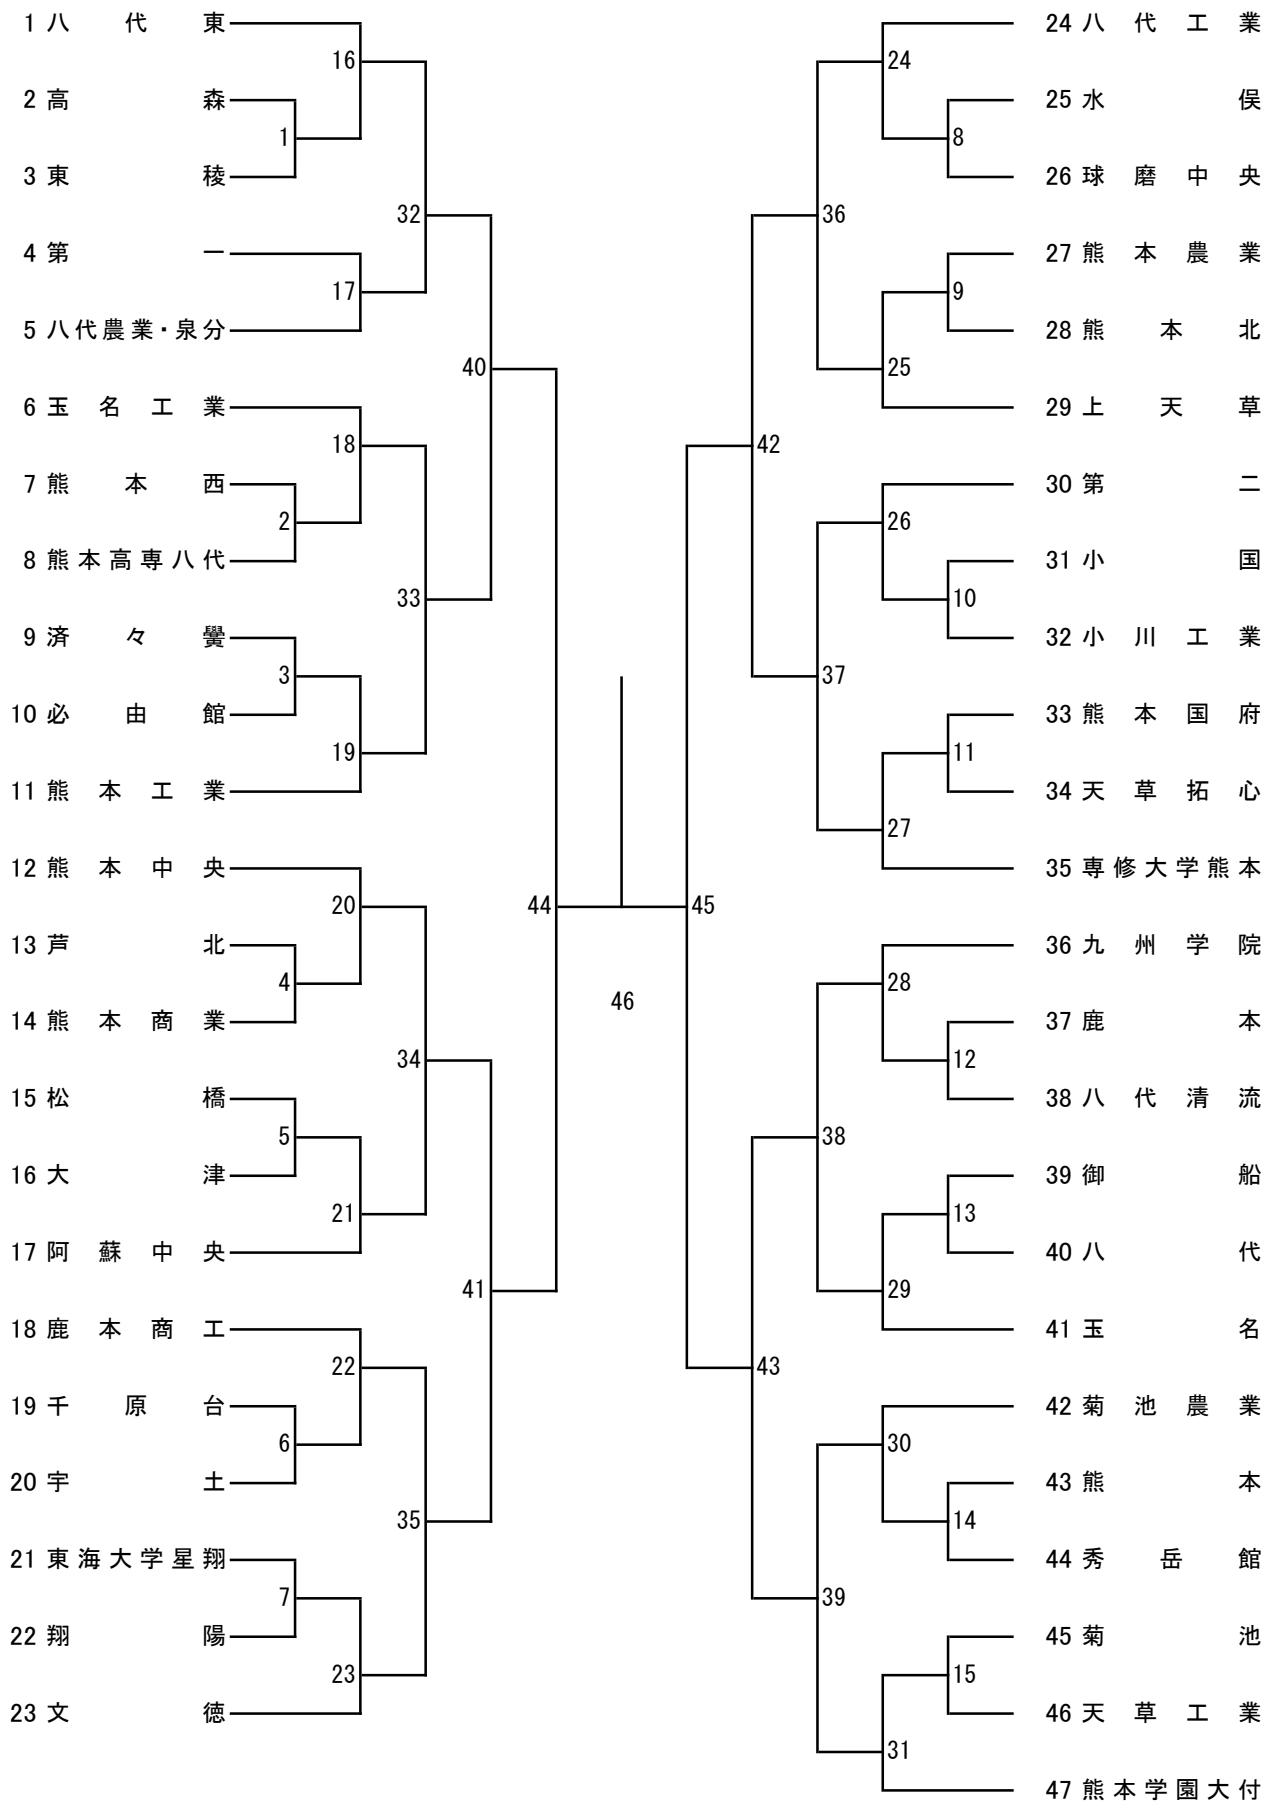 1 八代東
16
2 高森
1
3 東稜
32
4 第一
17
5 八代農業・泉分
40
6 玉名工業
18
7 熊本西
2
8 熊本高専八代
33
9 済々黌
3
10 必由館
19
11 熊本工業
12 熊本中央
20
44
13 芦北
4
14 熊本商業
34
15 松橋
5
16 大津
21
17 阿蘇中央
41
18 鹿本商工
22
19 千原台
6
20 宇土
35
21 東海大学星翔
7
22 翔陽
23
23 文徳
46
24 八代工業
24
25 水俣
8
26 球磨中央
36
27 熊本農業
9
28 熊本北
25
29 上天草
42
30 第二
26
31 小国
10
32 小川工業
37
33 熊本国府
11
34 天草拓心
27
35 専修大学熊本
45
36 九州学院
28
37 鹿本
12
38 八代清流
38
39 御船
13
40 八代
29
41 玉名
43
42 菊池農業
30
43 熊本
14
44 秀岳館
39
45 菊池
15
46 天草工業
31
47 熊本学園大付